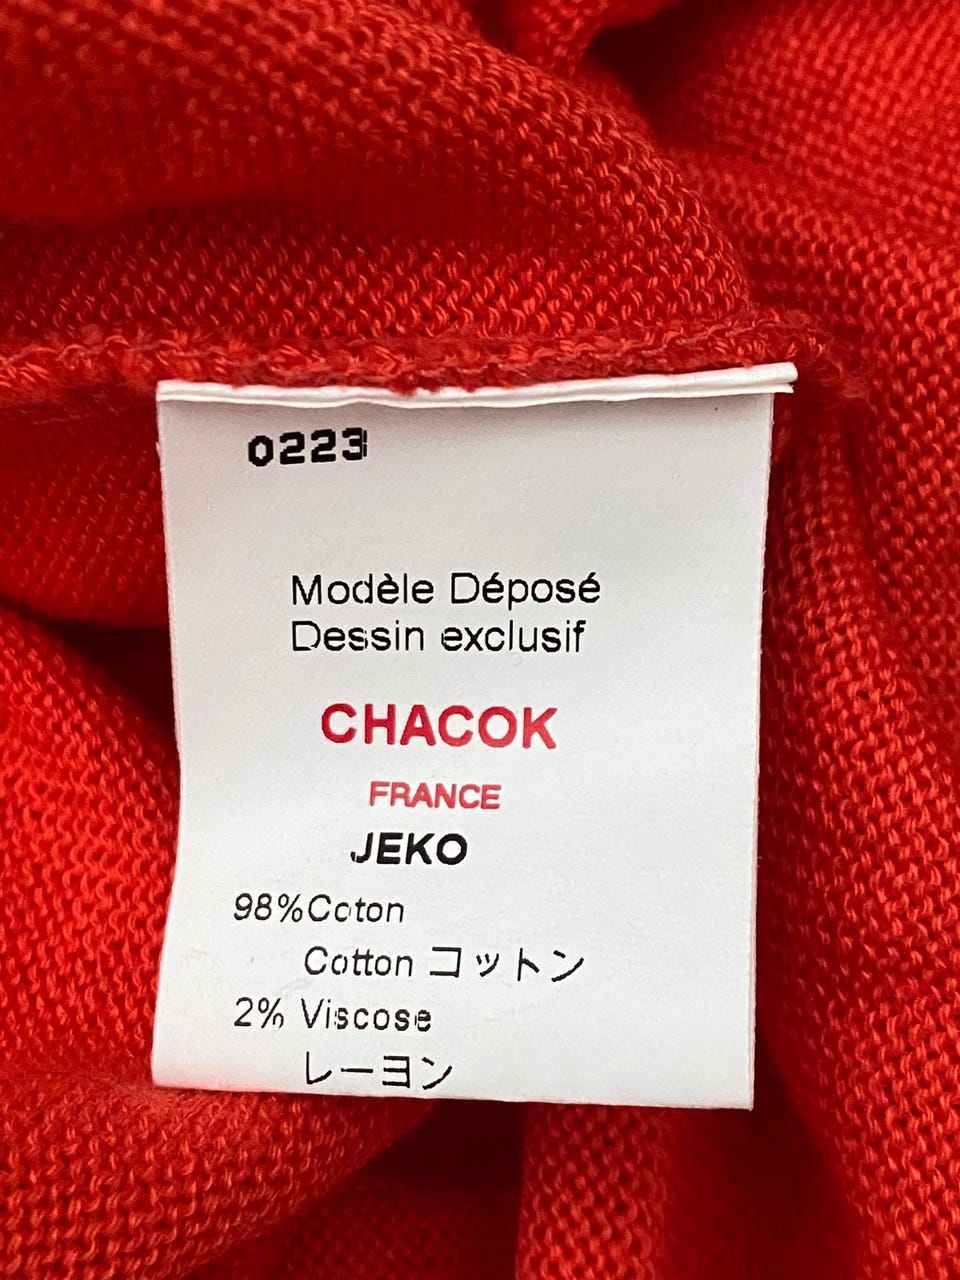 0223
Modèle Déposé
Dessin exclusif
CHACOK
FRANCE
JEKO
98%Coton
Cotton コットン
2% Viscose
レーヨン